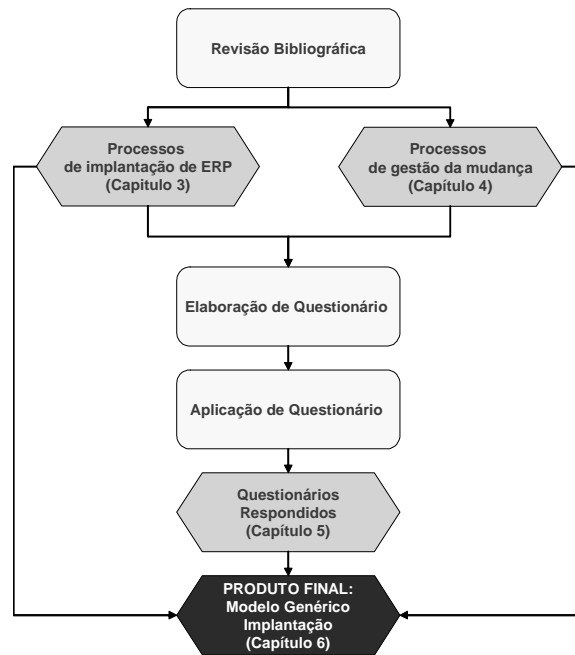 Revisão Bibliográfica
Processos
de implantação de ERP
(Capitulo 3)
Processos
de gestão da mudança
(Capítulo 4)
Elaboração de Questionário
Aplicação de Questionário
Questionários
Respondidos
(Capítulo 5)
PRODUTO FINAL:
Modelo Genérico
Implantação
(Capítulo 6)